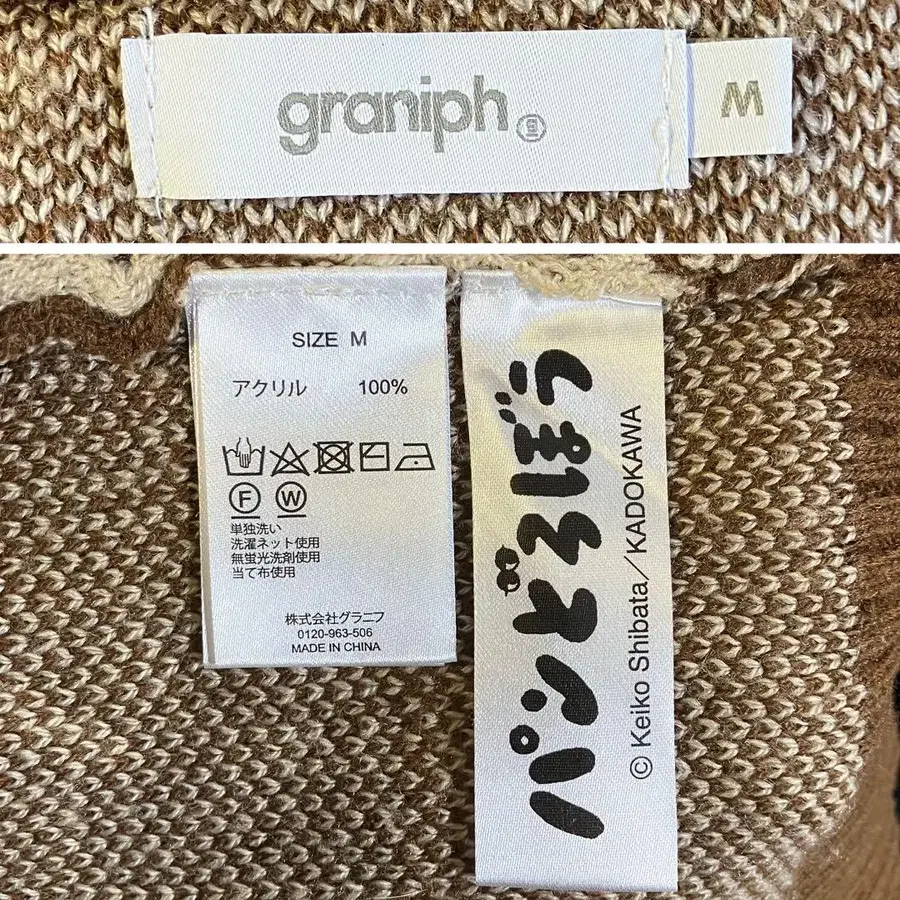 graniph
M
SIZE M
アクリル 100%
F W
単独洗い
洗濯ネット使用
無蛍光洗剤使用
当て布使用
株式会社グラニフ
0120-963-506
MADE IN CHINA
パンどろぼう
© Keiko Shibata/KADOKAWA